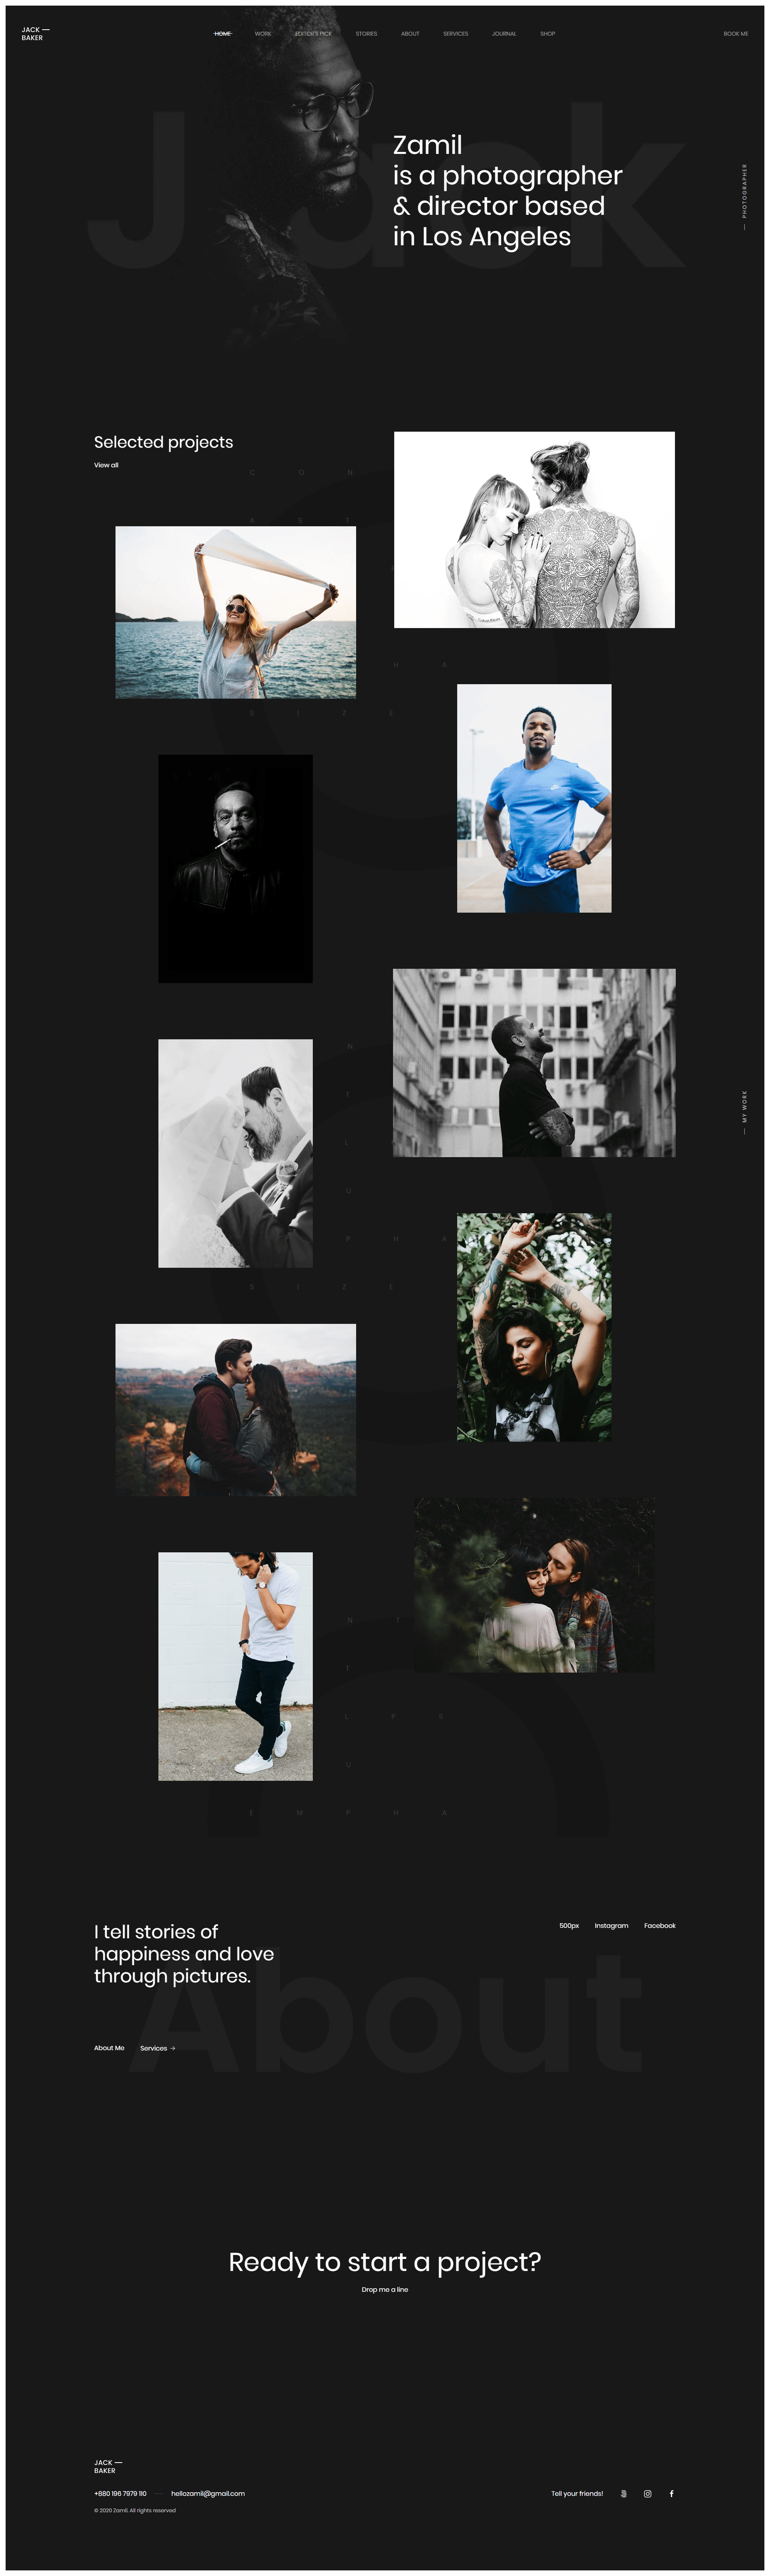 JACK —
BAKER
HOME
WORK
EDITOR'S PICK
STORIES
ABOUT
SERVICES
JOURNAL
SHOP
BOOK ME
Jack
Zamil
is a photographer
& director based
in Los Angeles
— PHOTOGRAPHER
Selected projects
View all
C O N
A S T
H A
S I Z E
N
T
L
U
P H A
S I Z E
— MY WORK
N T
T
L P S
U
E M P H A
I tell stories of
happiness and love
through pictures.
500px
Instagram
Facebook
About
About Me
Services →
Ready to start a project?
Drop me a line
JACK —
BAKER
+880 196 7979 110 — hellozamil@gmail.com
Tell your friends!
© 2020 Zamil. All rights reserved